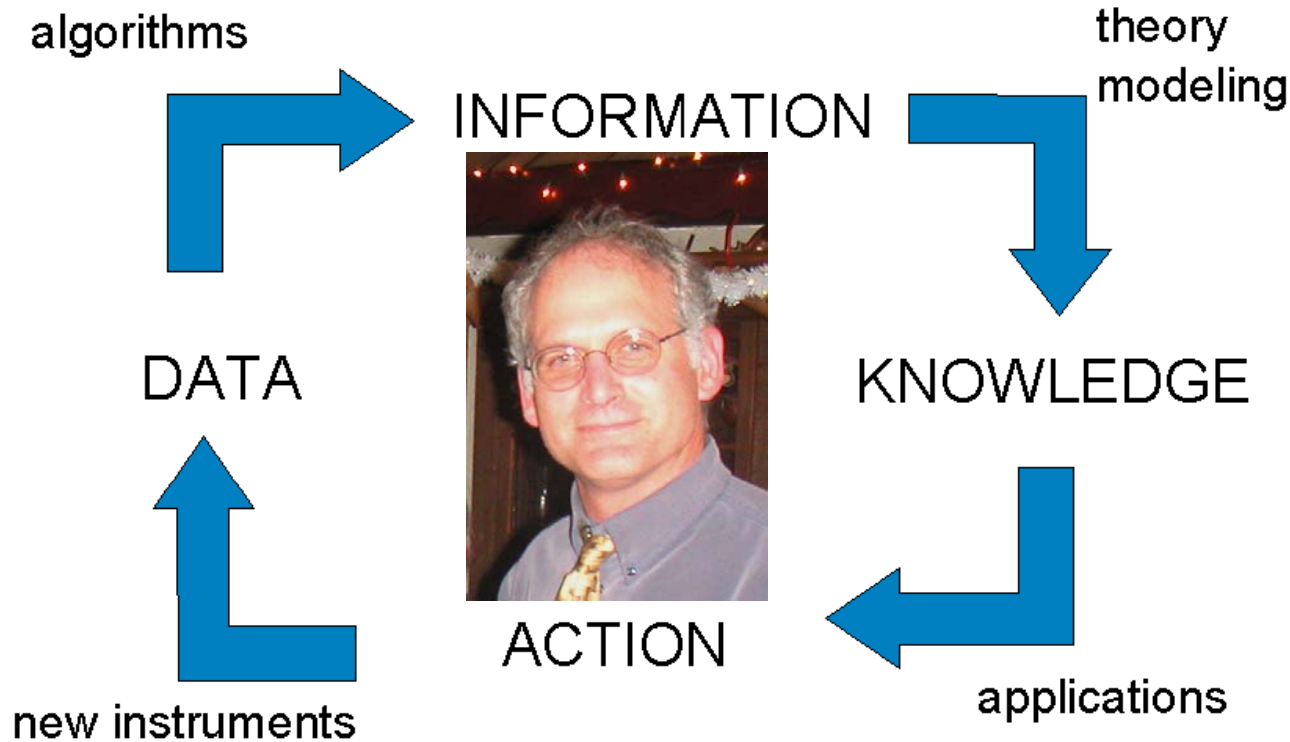 algorithms
theory
modeling
INFORMATION
DATA
KNOWLEDGE
ACTION
applications
new instruments